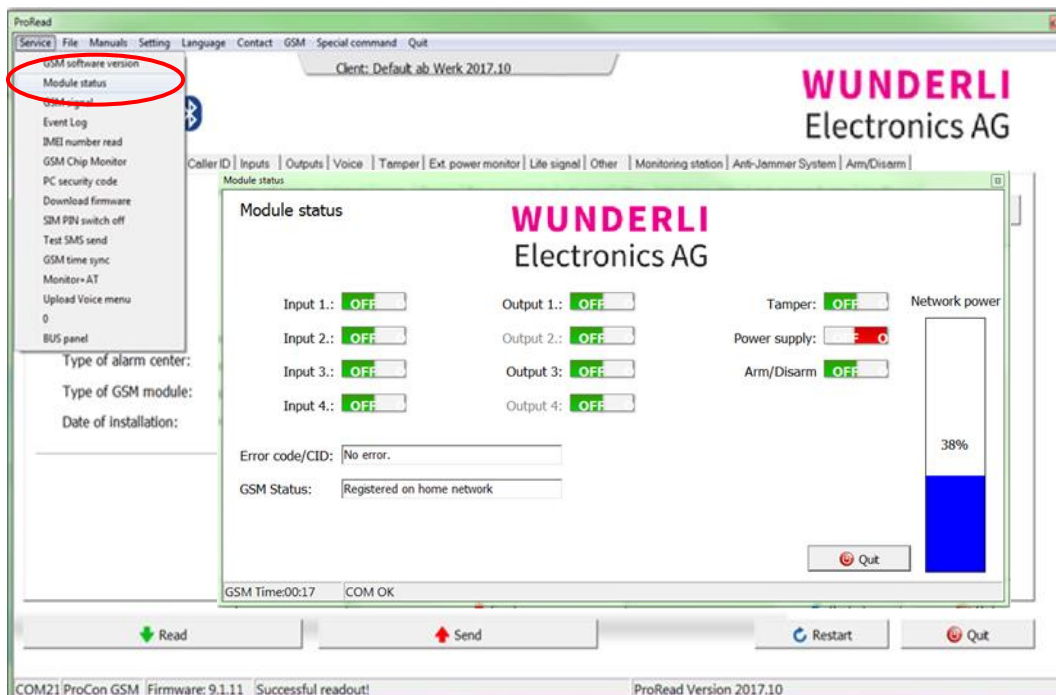 ProRead
Service File Manuals Setting Language Contact GSM Special command Quit
GSM software version
Module status
GSM signal
Event Log
IMEI number read
GSM Chip Monitor
PC security code
Download firmware
SIM PIN switch off
Test SMS send
GSM time sync
Monitor+AT
Upload Voice menu
0
BUS panel
Client: Default ab Werk 2017.10
WUNDERLI
Electronics AG
Caller ID Inputs Outputs Voice Tamper Ext. power monitor Life signal Other Monitoring station Anti-Jammer System Arm/Disarm
Type of alarm center:
Type of GSM module:
Date of installation:
Module status
Module status
WUNDERLI
Electronics AG
Input 1.: OFF Output 1.: OFF Tamper: OFF Network power
Input 2.: OFF Output 2.: OFF Power supply: OFF O
Input 3.: OFF Output 3: OFF Arm/Disarm OFF
Input 4.: OFF Output 4: OFF
38%
Error code/CID: No error.
GSM Status: Registered on home network
Quit
GSM Time:00:17 COM OK
Read Send Restart Quit
COM21 ProCon GSM Firmware: 9.1.11 Successful readout! ProRead Version 2017.10